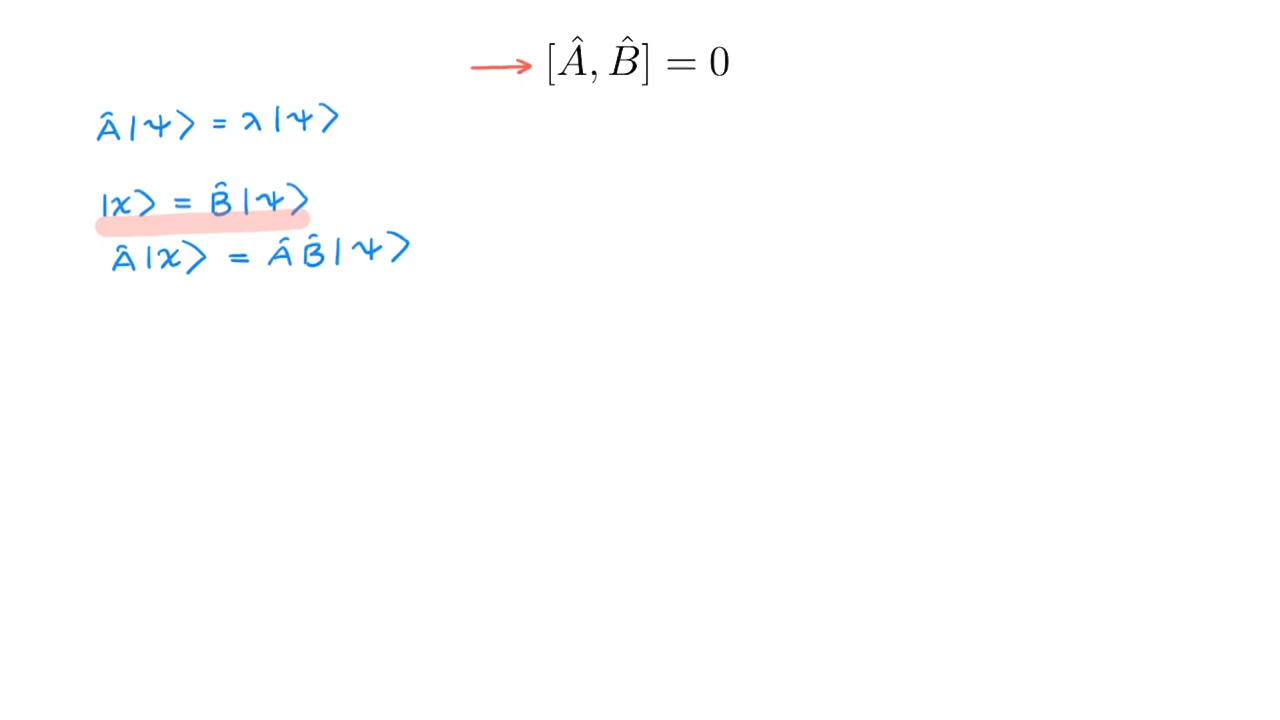 [Â, B̂] = 0
Â|ψ⟩ = λ|ψ⟩
|χ⟩ = B̂|ψ⟩
Â|χ⟩ = ÂB̂|ψ⟩